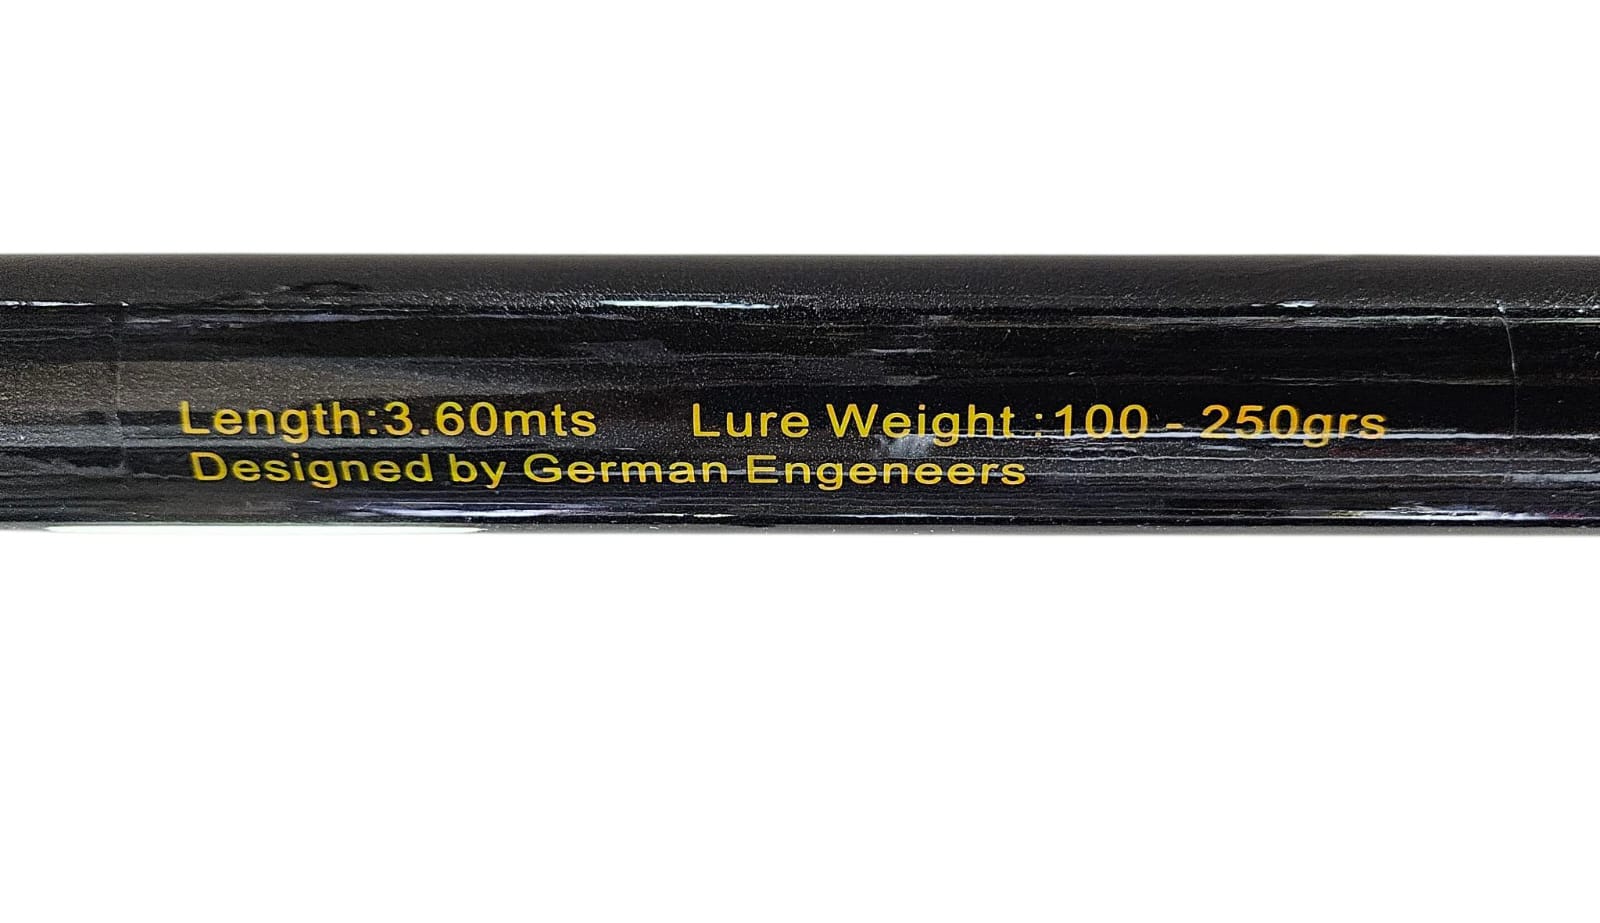 Length:3.60mts Lure Weight :100 - 250grs
Designed by German Engeneers